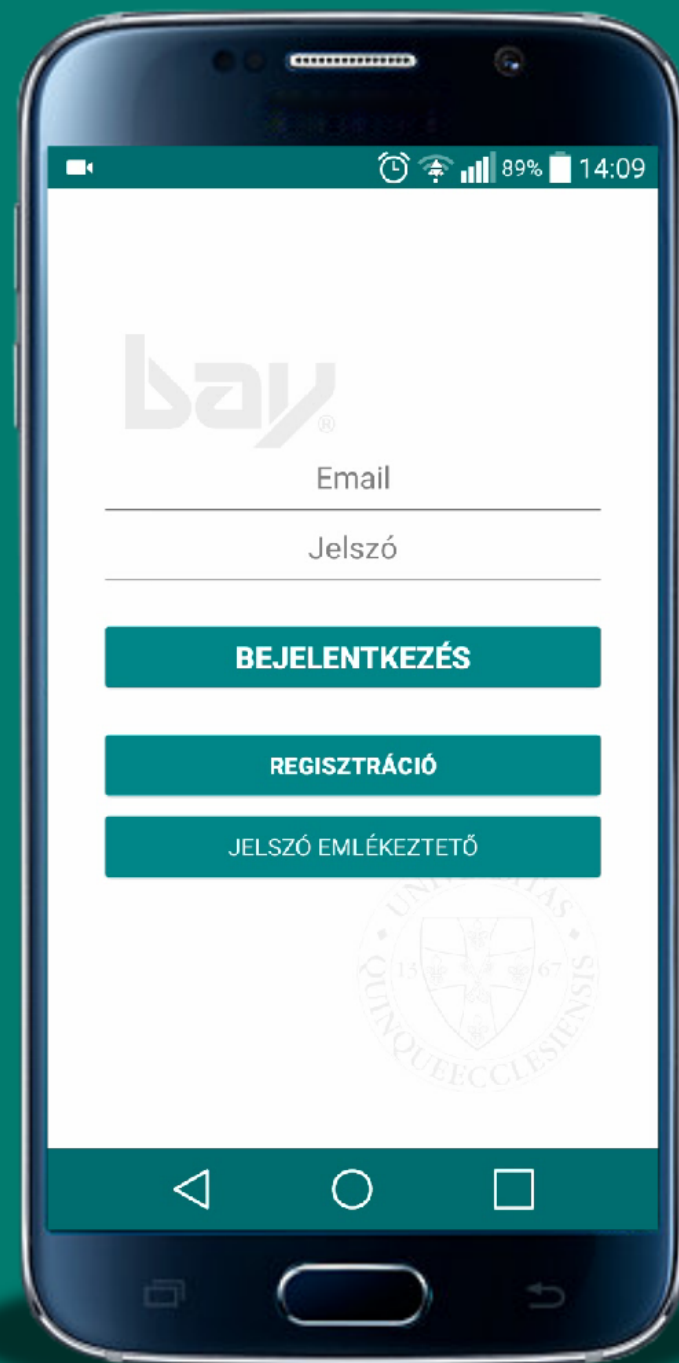 89% 14:09
bay®
Email
Jelszó
BEJELENTKEZÉS
REGISZTRÁCIÓ
JELSZÓ EMLÉKEZTETŐ
UNIVERSITAS
15 67
QUINQUEECCLESIENSIS